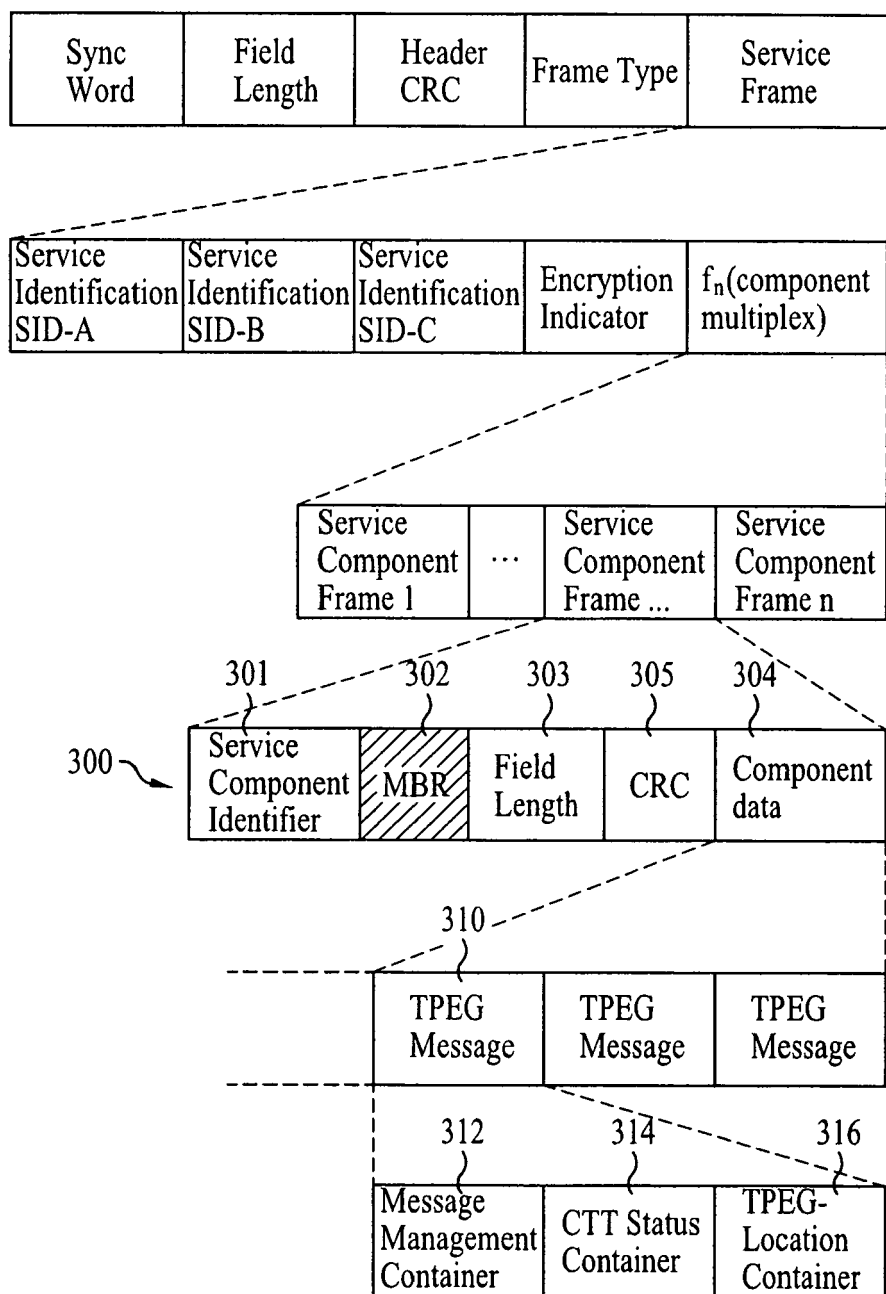 Sync
Word
Field
Length
Header
CRC
Frame Type
Service
Frame
Service
Identification
SID-A
Service
Identification
SID-B
Service
Identification
SID-C
Encryption
Indicator
fn(component
multiplex)
Service
Component
Frame 1
...
Service
Component
Frame ...
Service
Component
Frame n
301
302
303
305
304
300
Service
Component
Identifier
MBR
Field
Length
CRC
Component
data
310
TPEG
Message
TPEG
Message
TPEG
Message
312
314
316
Message
Management
Container
CTT Status
Container
TPEG-
Location
Container